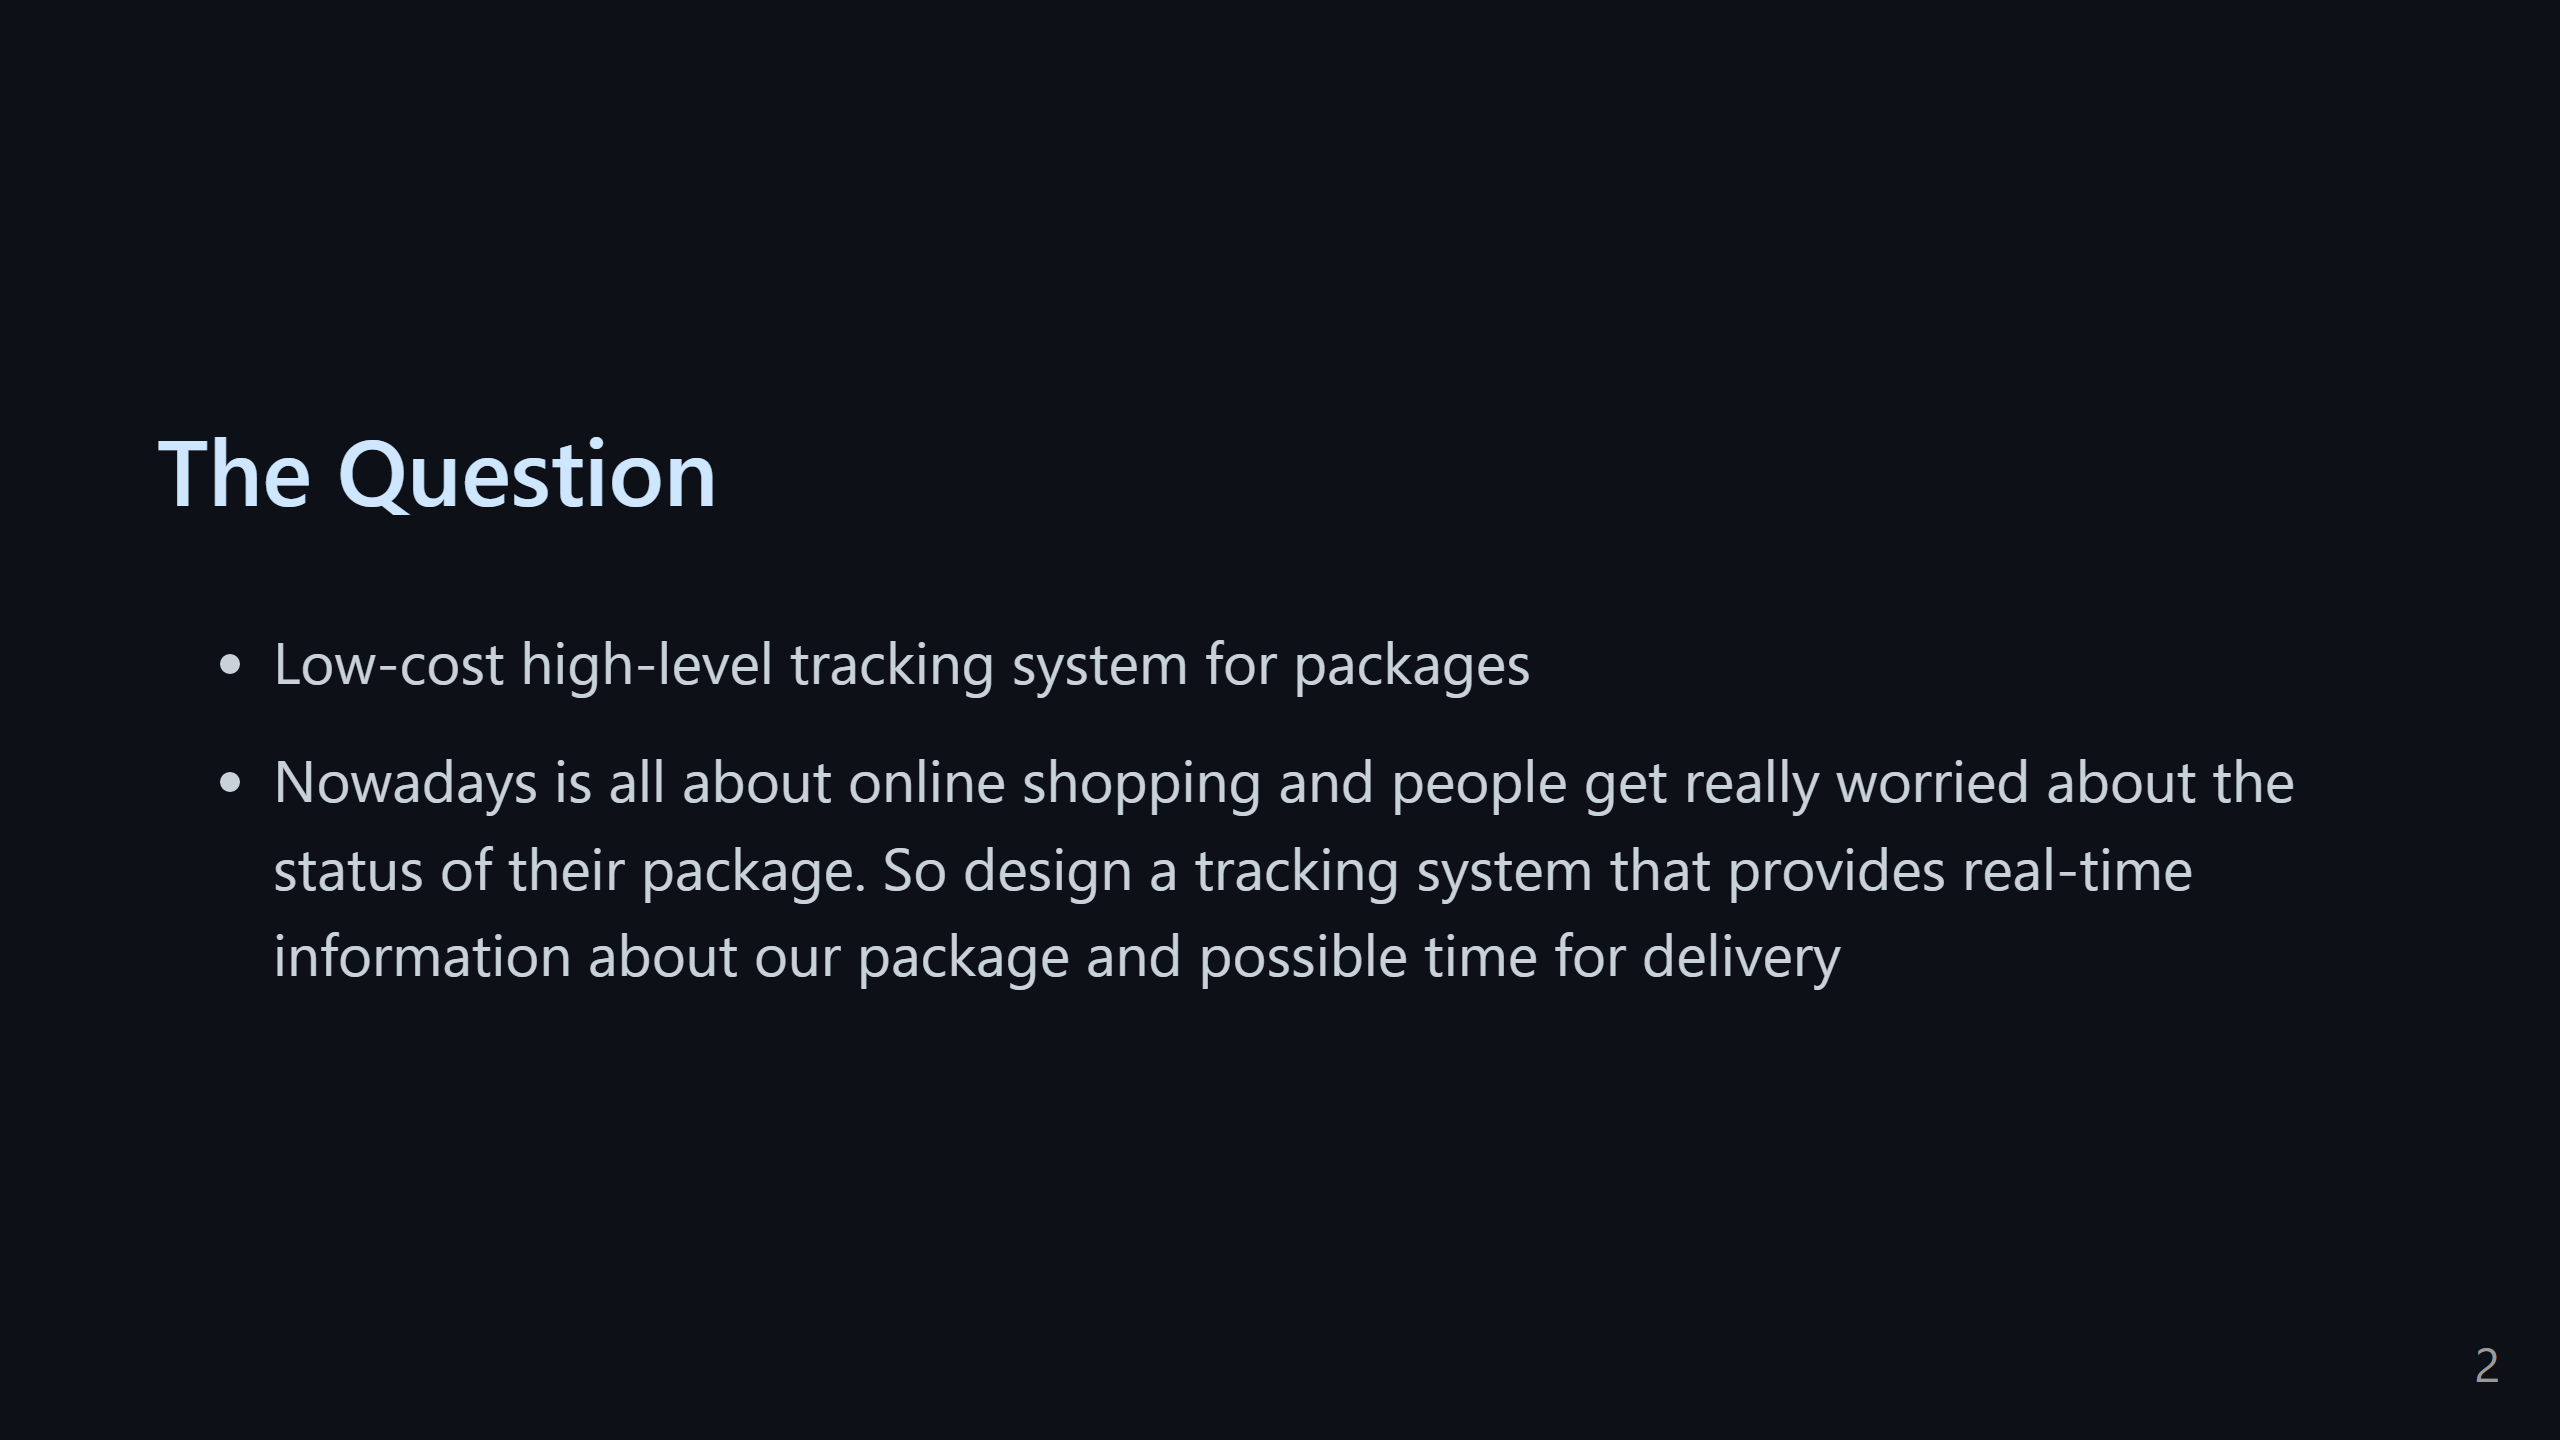 The Question
• Low-cost high-level tracking system for packages
• Nowadays is all about online shopping and people get really worried about the
status of their package. So design a tracking system that provides real-time
information about our package and possible time for delivery
2